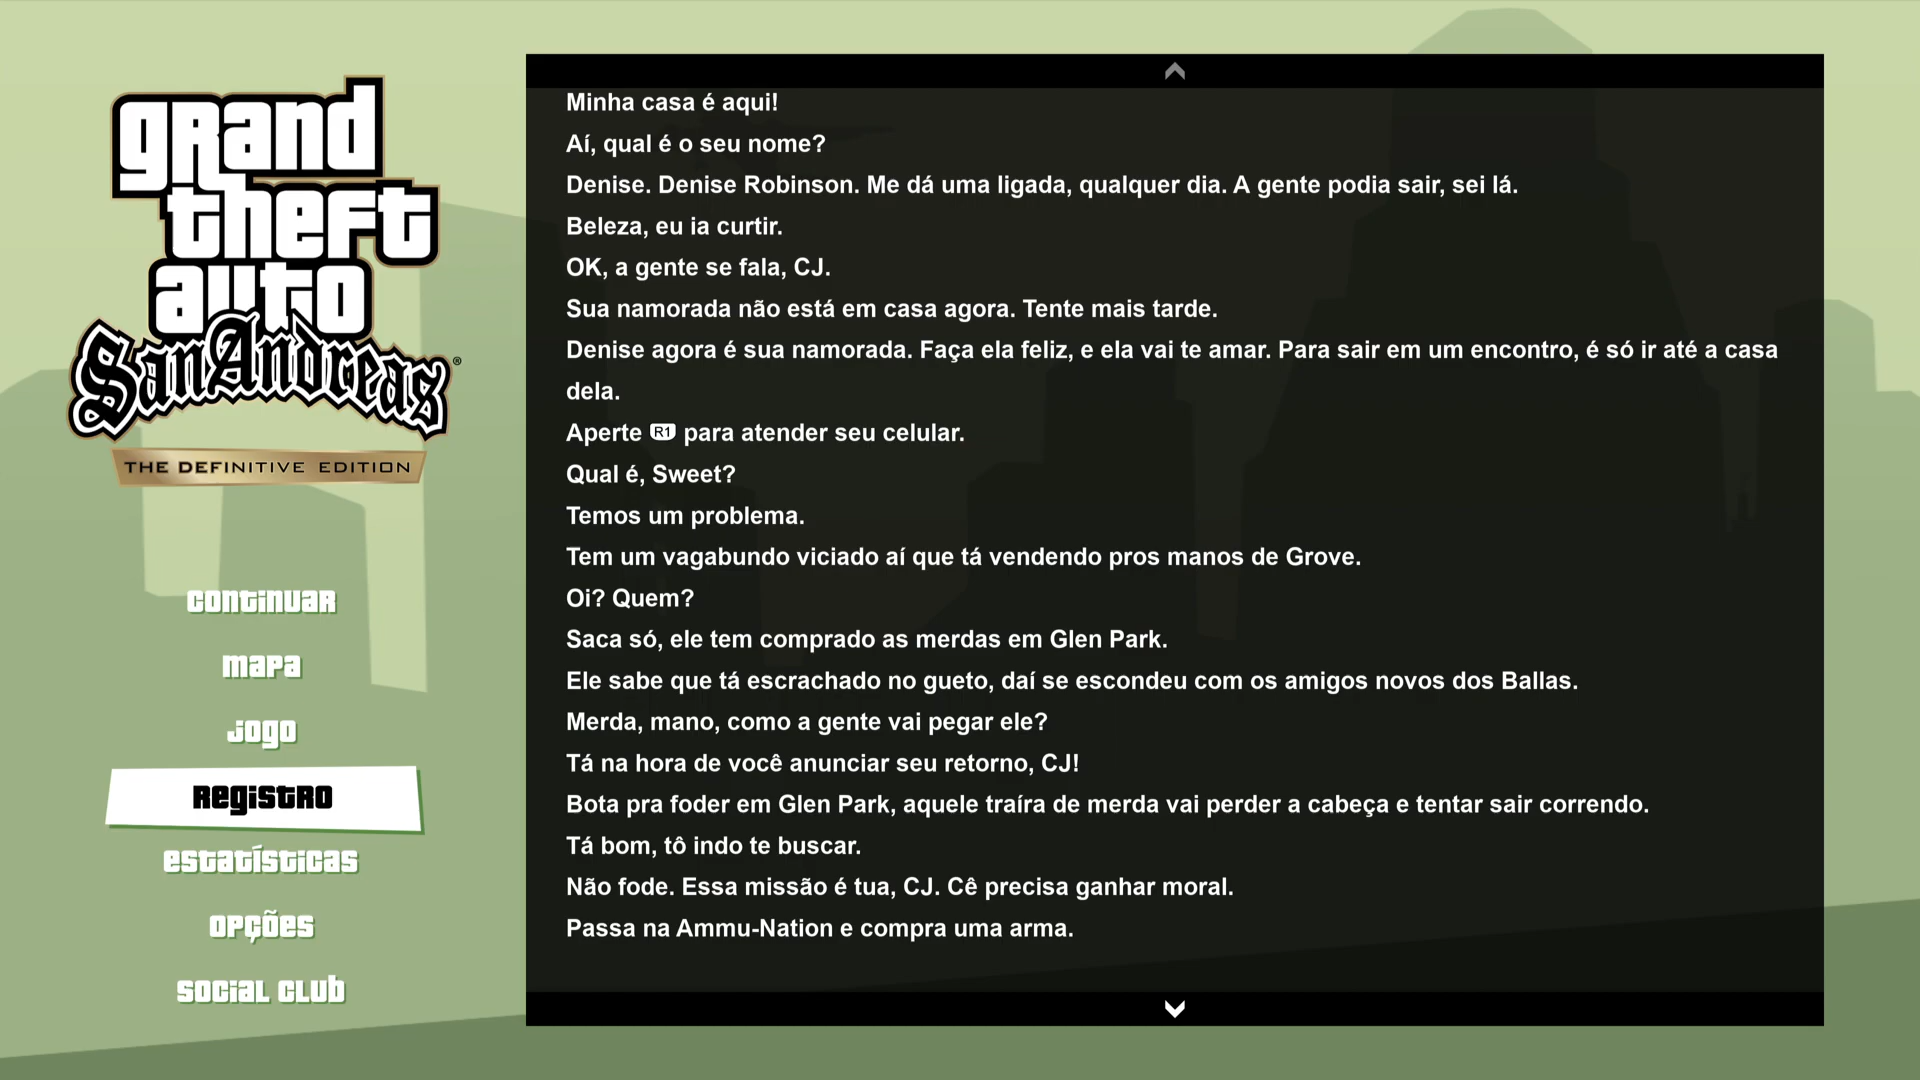 grand
theft
auto
San Andreas®
THE DEFINITIVE EDITION
continuar
mapa
jogo
Registro
estatísticas
opções
social club
Minha casa é aqui!
Aí, qual é o seu nome?
Denise. Denise Robinson. Me dá uma ligada, qualquer dia. A gente podia sair, sei lá.
Beleza, eu ia curtir.
OK, a gente se fala, CJ.
Sua namorada não está em casa agora. Tente mais tarde.
Denise agora é sua namorada. Faça ela feliz, e ela vai te amar. Para sair em um encontro, é só ir até a casa
dela.
Aperte R1 para atender seu celular.
Qual é, Sweet?
Temos um problema.
Tem um vagabundo viciado aí que tá vendendo pros manos de Grove.
Oi? Quem?
Saca só, ele tem comprado as merdas em Glen Park.
Ele sabe que tá escrachado no gueto, daí se escondeu com os amigos novos dos Ballas.
Merda, mano, como a gente vai pegar ele?
Tá na hora de você anunciar seu retorno, CJ!
Bota pra foder em Glen Park, aquele traíra de merda vai perder a cabeça e tentar sair correndo.
Tá bom, tô indo te buscar.
Não fode. Essa missão é tua, CJ. Cê precisa ganhar moral.
Passa na Ammu-Nation e compra uma arma.